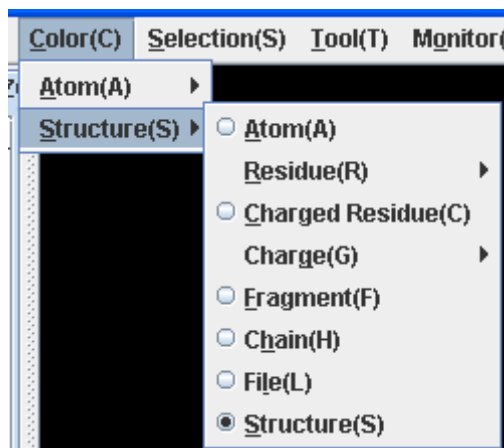 Color(C) Selection(S) Tool(T) Monitor(
Atom(A)
Structure(S)
Atom(A)
Residue(R)
Charged Residue(C)
Charge(G)
Fragment(F)
Chain(H)
File(L)
Structure(S)